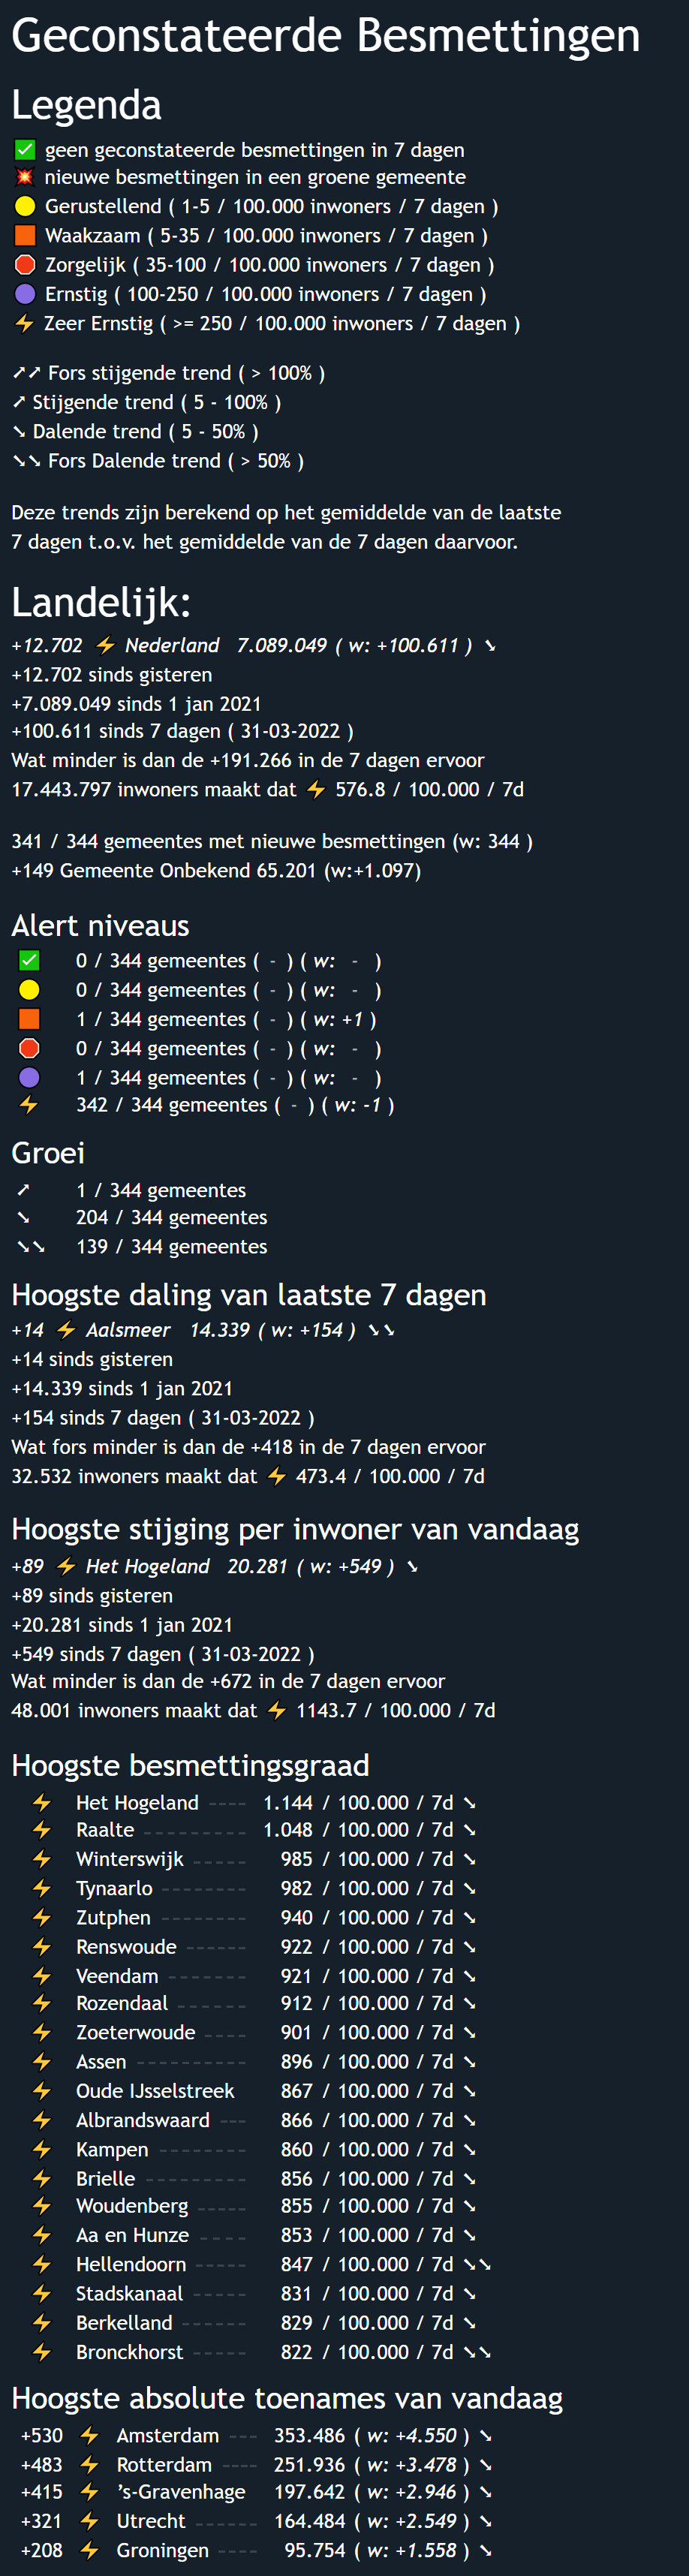 Geconstateerde Besmettingen
Legenda
✅ geen geconstateerde besmettingen in 7 dagen
💥 nieuwe besmettingen in een groene gemeente
🟡 Gerustellend ( 1-5 / 100.000 inwoners / 7 dagen )
🟧 Waakzaam ( 5-35 / 100.000 inwoners / 7 dagen )
🛑 Zorgelijk ( 35-100 / 100.000 inwoners / 7 dagen )
🟣 Ernstig ( 100-250 / 100.000 inwoners / 7 dagen )
⚡ Zeer Ernstig ( >= 250 / 100.000 inwoners / 7 dagen )
➚➚ Fors stijgende trend ( > 100% )
➚ Stijgende trend ( 5 - 100% )
➘ Dalende trend ( 5 - 50% )
➘➘ Fors Dalende trend ( > 50% )
Deze trends zijn berekend op het gemiddelde van de laatste
7 dagen t.o.v. het gemiddelde van de 7 dagen daarvoor.
Landelijk:
+12.702 ⚡ Nederland 7.089.049 ( w: +100.611 ) ➘
+12.702 sinds gisteren
+7.089.049 sinds 1 jan 2021
+100.611 sinds 7 dagen ( 31-03-2022 )
Wat minder is dan de +191.266 in de 7 dagen ervoor
17.443.797 inwoners maakt dat ⚡ 576.8 / 100.000 / 7d
341 / 344 gemeentes met nieuwe besmettingen (w: 344 )
+149 Gemeente Onbekend 65.201 (w:+1.097)
Alert niveaus
✅ 0 / 344 gemeentes ( - ) ( w: - )
🟡 0 / 344 gemeentes ( - ) ( w: - )
🟧 1 / 344 gemeentes ( - ) ( w: +1 )
🛑 0 / 344 gemeentes ( - ) ( w: - )
🟣 1 / 344 gemeentes ( - ) ( w: - )
⚡ 342 / 344 gemeentes ( - ) ( w: -1 )
Groei
➚ 1 / 344 gemeentes
➘ 204 / 344 gemeentes
➘➘ 139 / 344 gemeentes
Hoogste daling van laatste 7 dagen
+14 ⚡ Aalsmeer 14.339 ( w: +154 ) ➘➘
+14 sinds gisteren
+14.339 sinds 1 jan 2021
+154 sinds 7 dagen ( 31-03-2022 )
Wat fors minder is dan de +418 in de 7 dagen ervoor
32.532 inwoners maakt dat ⚡ 473.4 / 100.000 / 7d
Hoogste stijging per inwoner van vandaag
+89 ⚡ Het Hogeland 20.281 ( w: +549 ) ➘
+89 sinds gisteren
+20.281 sinds 1 jan 2021
+549 sinds 7 dagen ( 31-03-2022 )
Wat minder is dan de +672 in de 7 dagen ervoor
48.001 inwoners maakt dat ⚡ 1143.7 / 100.000 / 7d
Hoogste besmettingsgraad
⚡ Het Hogeland ---- 1.144 / 100.000 / 7d ➘
⚡ Raalte --------- 1.048 / 100.000 / 7d ➘
⚡ Winterswijk ----- 985 / 100.000 / 7d ➘
⚡ Tynaarlo -------- 982 / 100.000 / 7d ➘
⚡ Zutphen -------- 940 / 100.000 / 7d ➘
⚡ Renswoude ------ 922 / 100.000 / 7d ➘
⚡ Veendam ------- 921 / 100.000 / 7d ➘
⚡ Rozendaal ------ 912 / 100.000 / 7d ➘
⚡ Zoeterwoude ---- 901 / 100.000 / 7d ➘
⚡ Assen ---------- 896 / 100.000 / 7d ➘
⚡ Oude IJsselstreek 867 / 100.000 / 7d ➘
⚡ Albrandswaard --- 866 / 100.000 / 7d ➘
⚡ Kampen -------- 860 / 100.000 / 7d ➘
⚡ Brielle --------- 856 / 100.000 / 7d ➘
⚡ Woudenberg ----- 855 / 100.000 / 7d ➘
⚡ Aa en Hunze ---- 853 / 100.000 / 7d ➘
⚡ Hellendoorn ----- 847 / 100.000 / 7d ➘➘
⚡ Stadskanaal ----- 831 / 100.000 / 7d ➘
⚡ Berkelland ------ 829 / 100.000 / 7d ➘
⚡ Bronckhorst ----- 822 / 100.000 / 7d ➘➘
Hoogste absolute toenames van vandaag
+530 ⚡ Amsterdam --- 353.486 ( w: +4.550 ) ➘
+483 ⚡ Rotterdam ---- 251.936 ( w: +3.478 ) ➘
+415 ⚡ ’s-Gravenhage 197.642 ( w: +2.946 ) ➘
+321 ⚡ Utrecht ------ 164.484 ( w: +2.549 ) ➘
+208 ⚡ Groningen ---- 95.754 ( w: +1.558 ) ➘